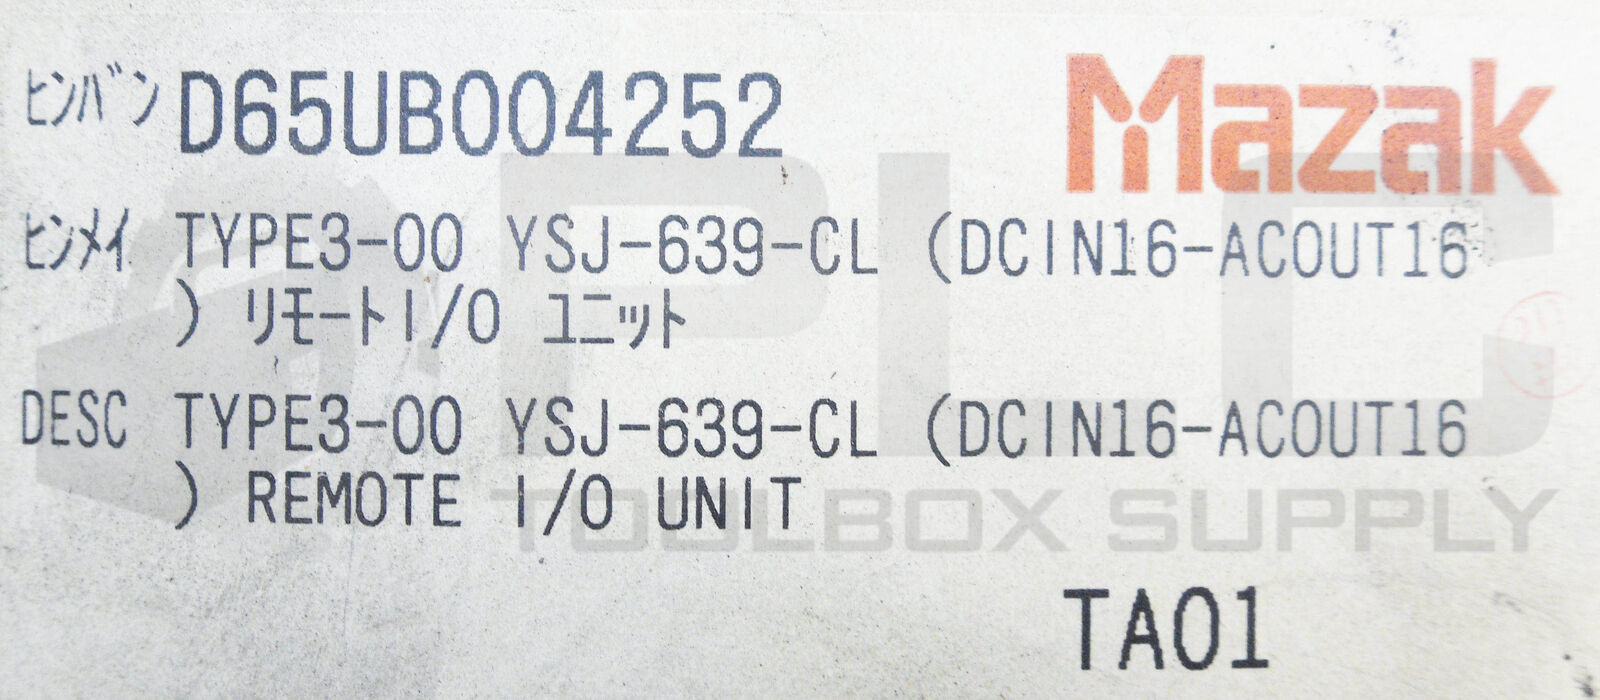 ヒンバン D65UB004252
Mazak
ヒンメイ TYPE3-00 YSJ-639-CL (DCIN16-ACOUT16
) リモートI/O ユニット
DESC TYPE3-00 YSJ-639-CL (DCIN16-ACOUT16
) REMOTE I/O UNIT
TA01
PLC
TOOLBOX SUPPLY